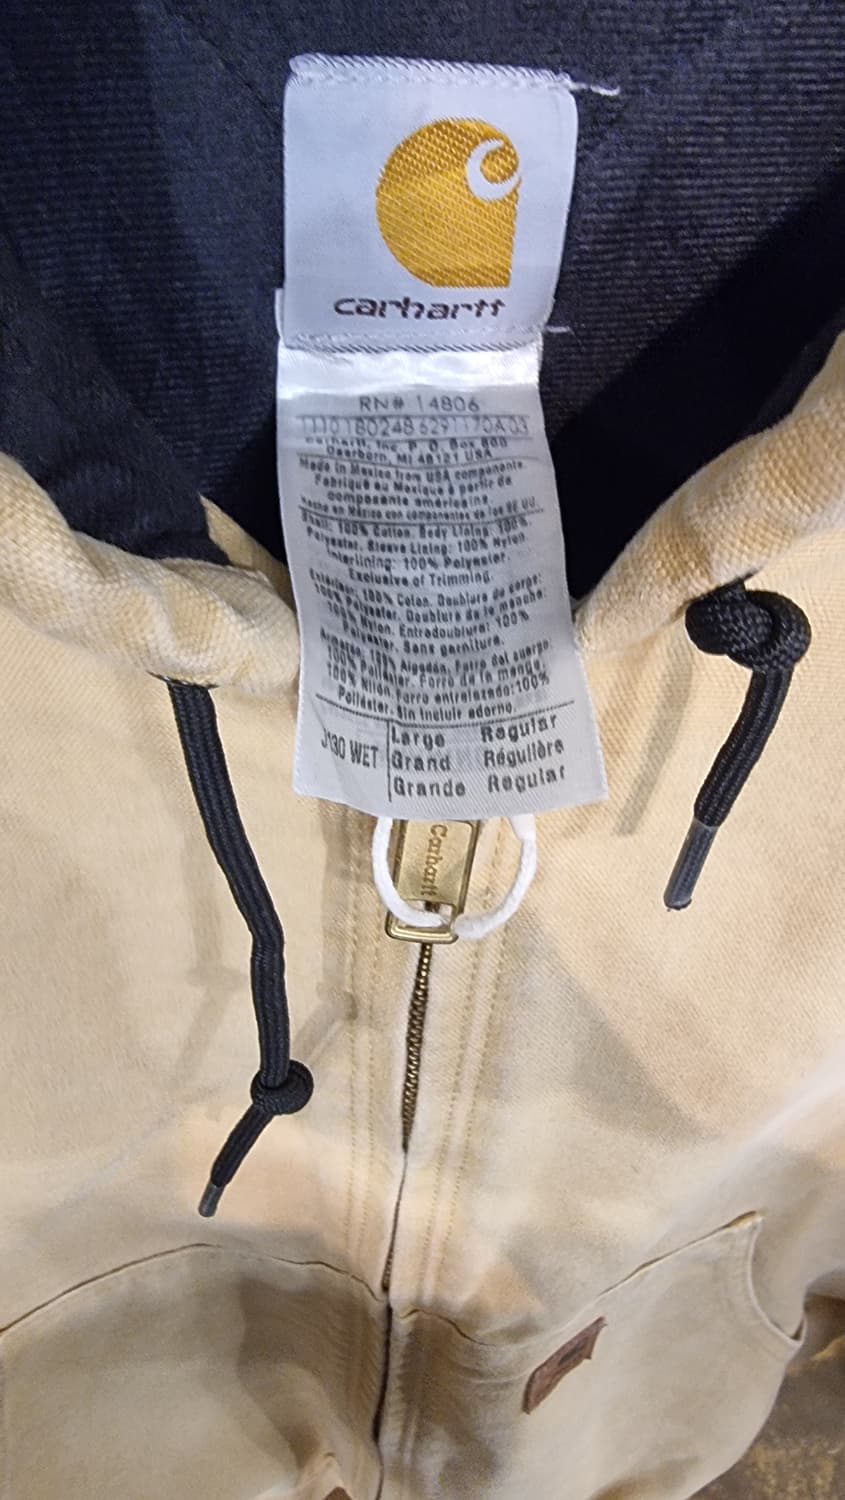 carhartt
RN# 14806
1110180248 6291170A 03
Carhartt, Inc. P. O. Box 600
Dearborn, MI 48121 USA
Made in Mexico from USA components.
Fabriqué au Mexique à partir de
composants américains.
Hecho en México con componentes de los EE UU.
Shell: 100% Cotton. Body Lining: 100%
Polyester. Sleeve Lining: 100% Nylon.
Interlining: 100% Polyester
Exclusive of Trimming.
Extérieur: 100% Coton. Doublure de corps:
100% Polyester. Doublure de la manche:
100% Nylon. Entredoublure: 100%
Polyester. Sans garniture.
100% Algodón. Forro del cuerpo:
100% Poliéster. Forro de la manga:
100% Nilón. Forro entrelazado: 100%
Poliéster. Sin incluir adorno.
J130 WET
Large Regular
Grand Régulière
Grande Regular
Carhartt